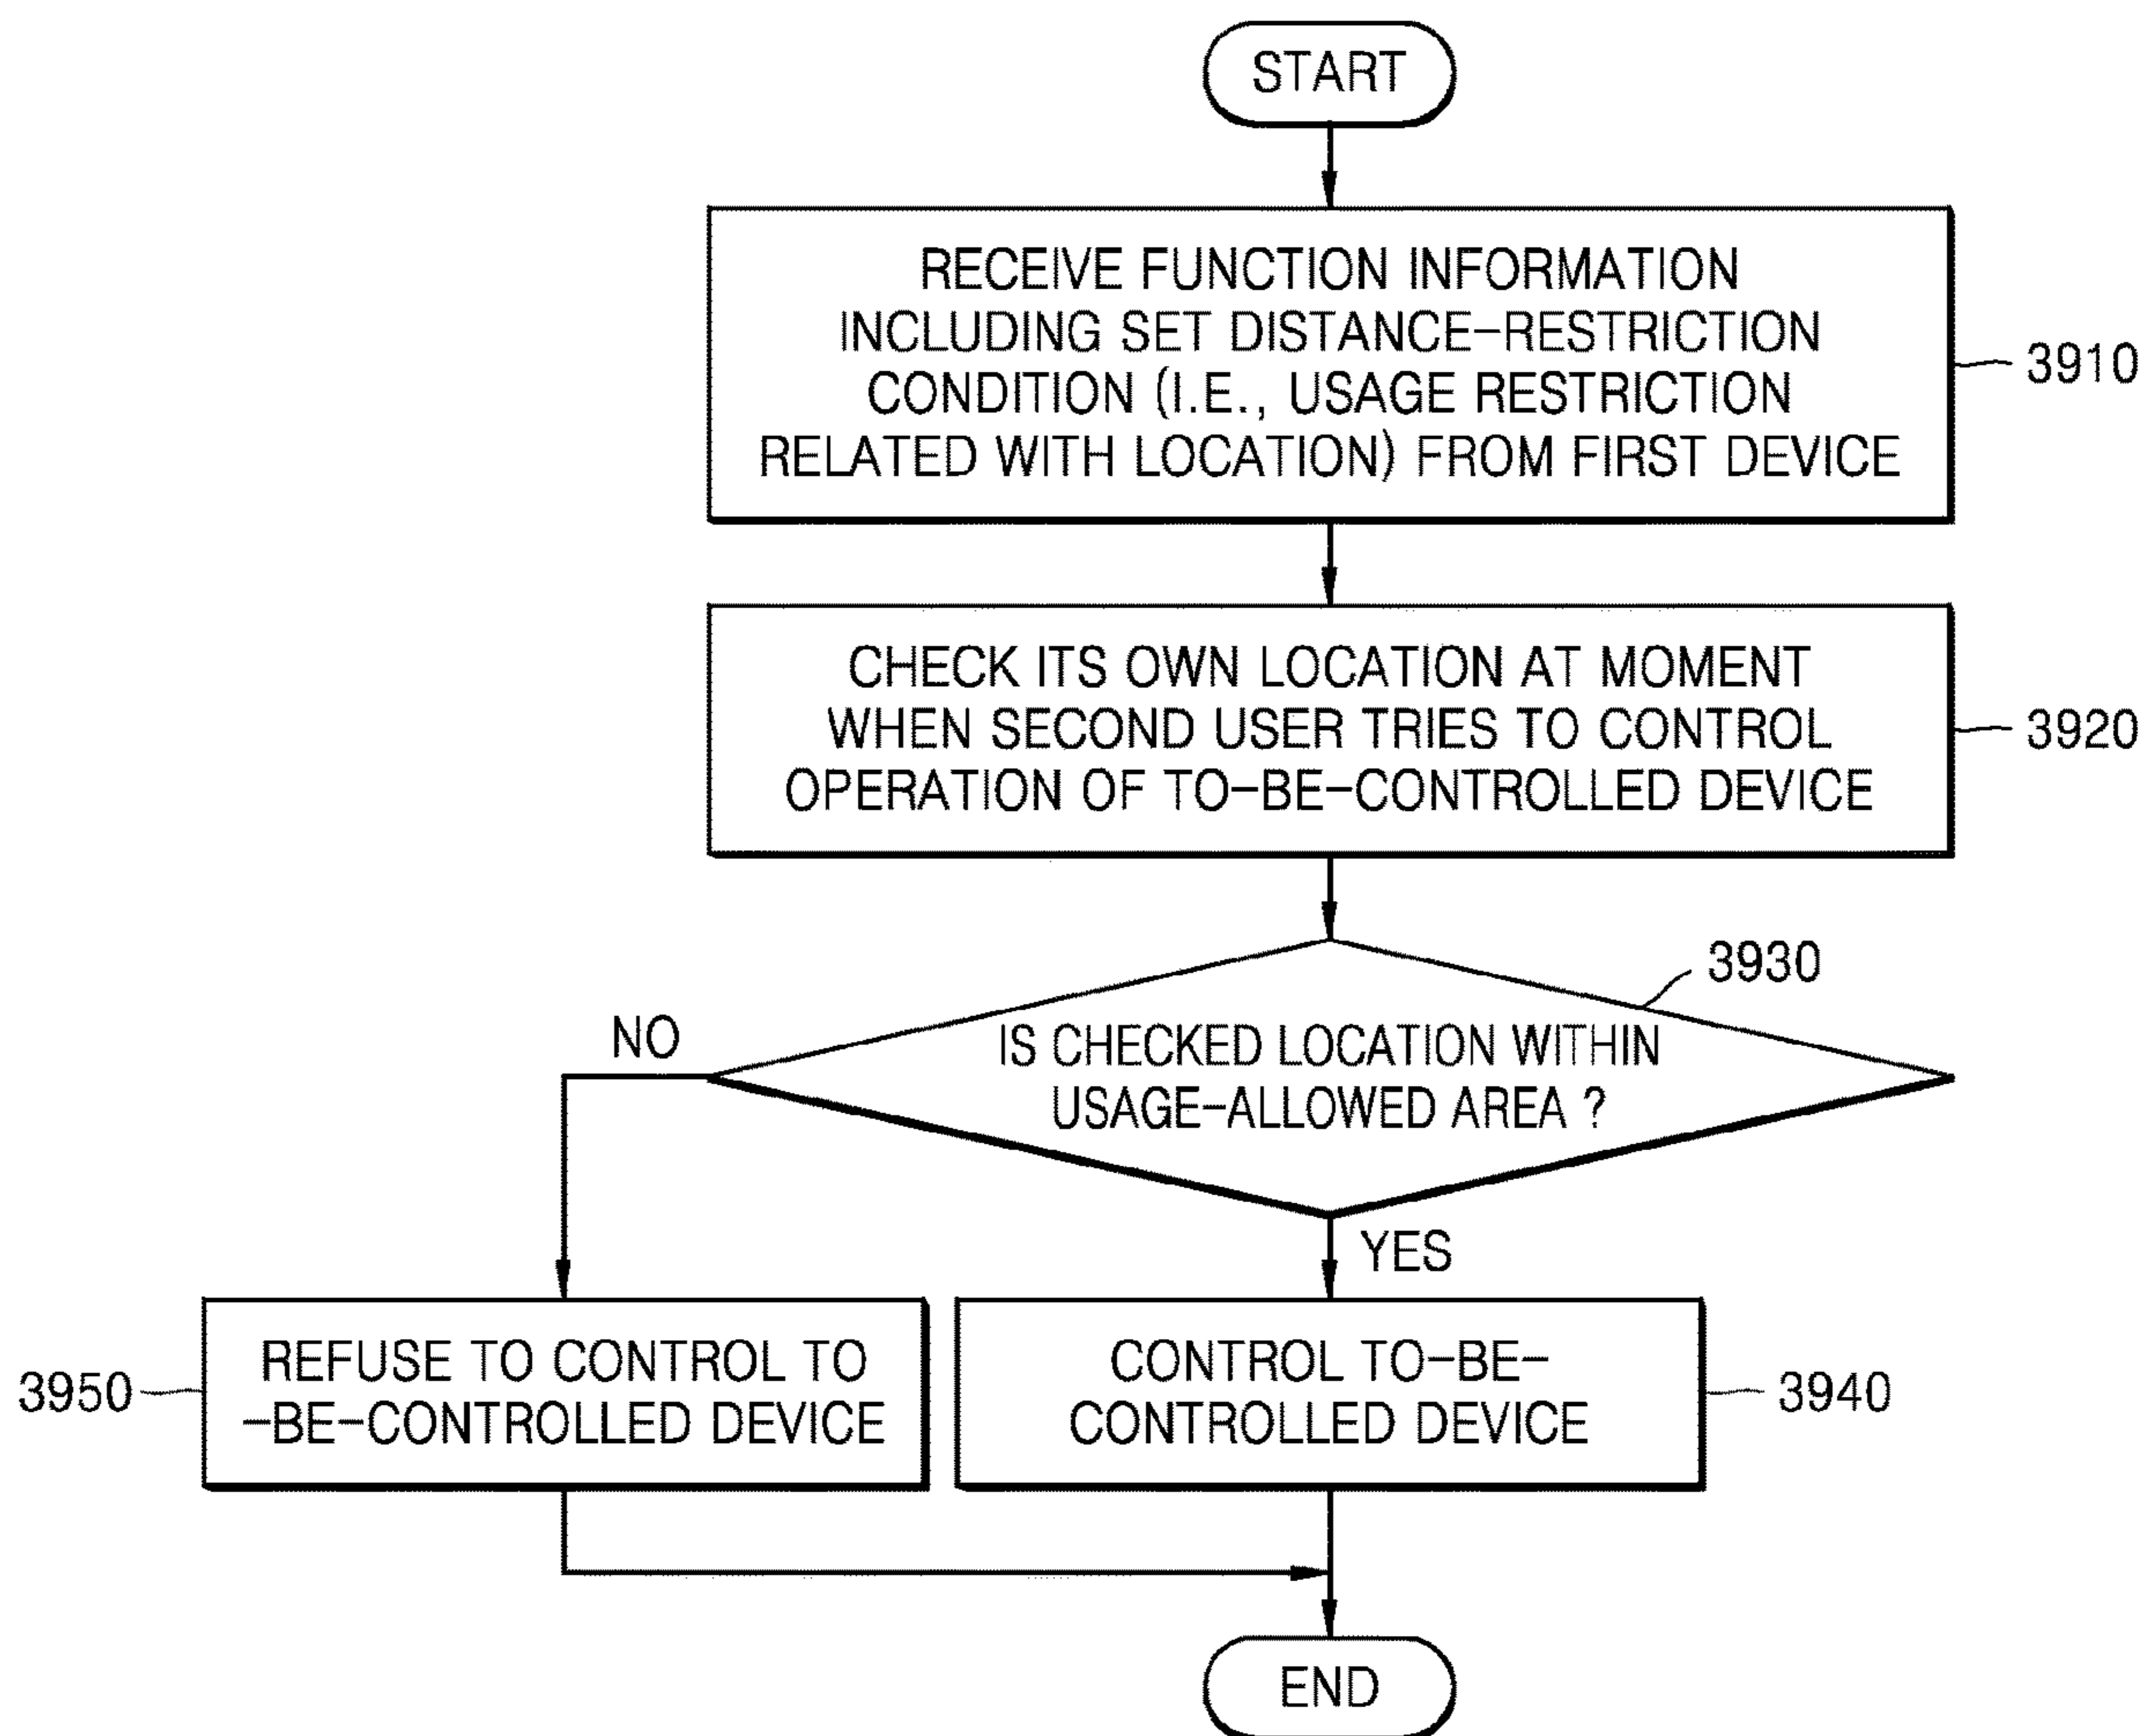 START
RECEIVE FUNCTION INFORMATION
INCLUDING SET DISTANCE-RESTRICTION
CONDITION (I.E., USAGE RESTRICTION
RELATED WITH LOCATION) FROM FIRST DEVICE
3910
CHECK ITS OWN LOCATION AT MOMENT
WHEN SECOND USER TRIES TO CONTROL
OPERATION OF TO-BE-CONTROLLED DEVICE
3920
3930
IS CHECKED LOCATION WITHIN
USAGE-ALLOWED AREA ?
NO
YES
3950
REFUSE TO CONTROL TO
-BE-CONTROLLED DEVICE
CONTROL TO-BE-
CONTROLLED DEVICE
3940
END